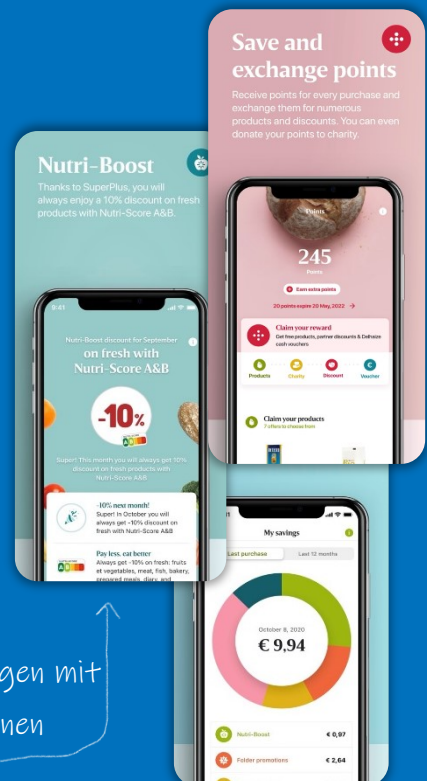 Save and
exchange points
Receive points for every purchase and
exchange them for numerous
products and discounts. You can even
donate your points to charity.
Points
245
Points
Earn extra points
20 points expire 20 May, 2022 →
Claim your reward
Get free products, partner discounts & Delhaize
cash vouchers
Products
Charity
Discount
Voucher
Claim your products
7 offers to choose from
Nutri-Boost
Thanks to SuperPlus, you will
always enjoy a 10% discount on fresh
products with Nutri-Score A&B.
9:41
Nutri-Boost discount for September
on fresh with
Nutri-Score A&B
-10%
Super! This month you will always get 10%
discount on fresh products with
Nutri-Score A&B
-10% next month!
Super! In October you will
always get -10% discount on
fresh with Nutri-Score A&B
Pay less, eat better
Always get -10% on fresh: fruits
et vegetables, meat, fish, bakery,
prepared meals, diary, and
My savings
Last purchase
Last 12 months
October 8, 2020
€ 9,94
Nutri-Boost
€ 0,97
Folder promotions
€ 2,64
gen mit
nen